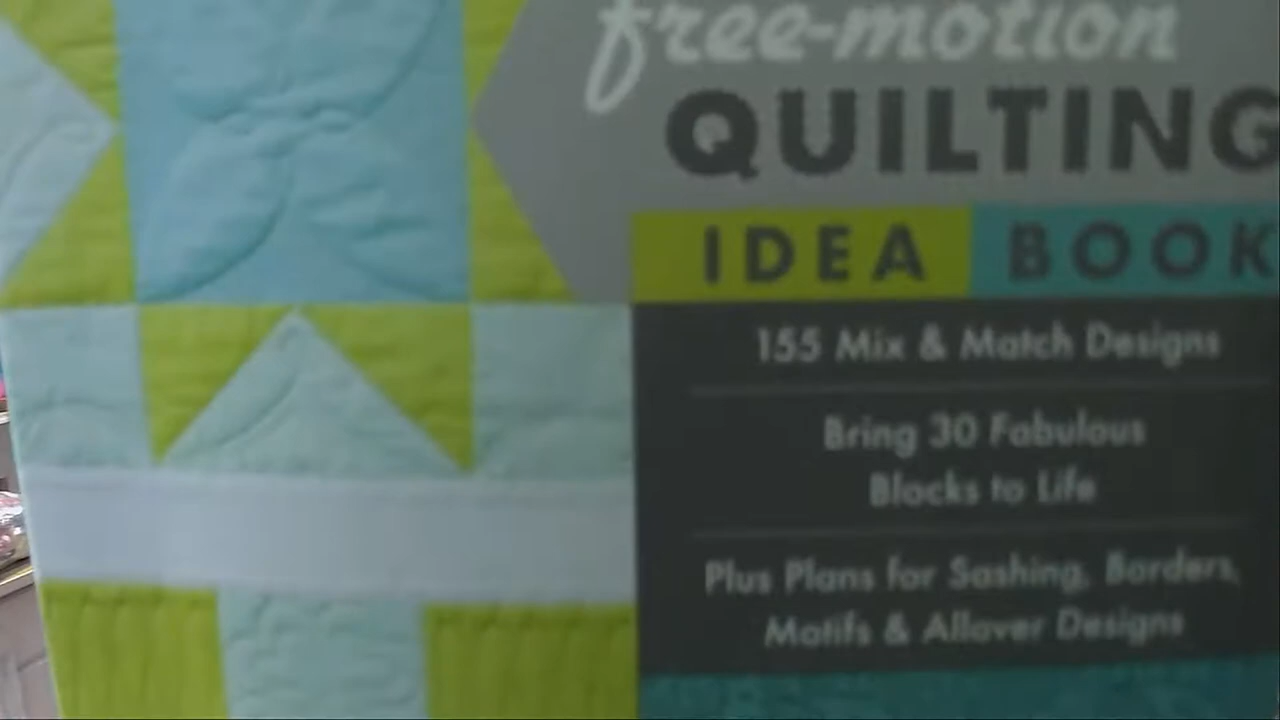 free-motion
QUILTING
IDEA BOOK
155 Mix & Match Designs
Bring 30 Fabulous
Blocks to Life
Plus Plans for Sashing, Borders,
Motifs & Allover Designs